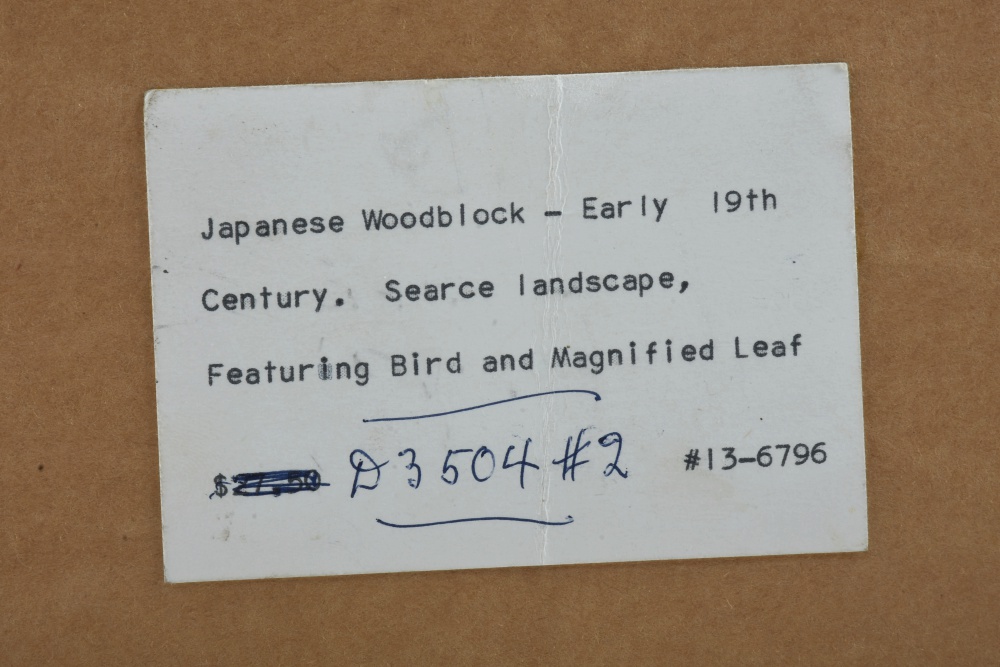 Japanese Woodblock - Early 19th
Century. Searce landscape,
Featuring Bird and Magnified Leaf
$ D3504 #2 #13-6796